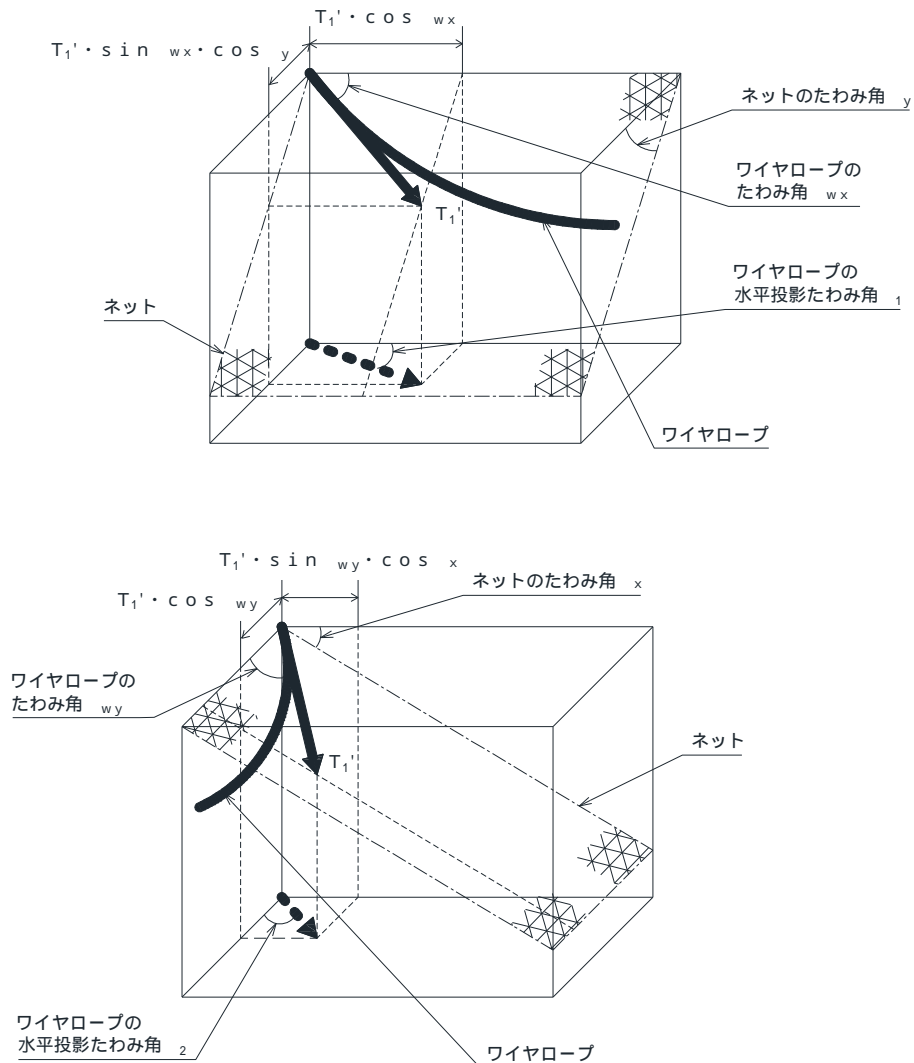 T1'・cos wx
T1'・sin wx・cos y
ネットのたわみ角 y
ワイヤロープの
たわみ角 wx
T1'
ワイヤロープの
水平投影たわみ角 1
ネット
ワイヤロープ
T1'・sin wy・cos x
ネットのたわみ角 x
T1'・cos wy
ワイヤロープの
たわみ角 wy
ネット
T1'
ワイヤロープの
水平投影たわみ角 2
ワイヤロープ